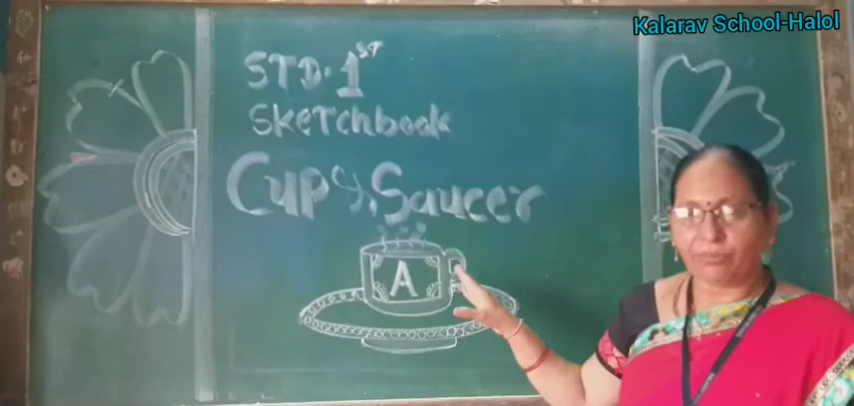 Kalarav School-Halol
STD. 1ST
Sketchbook
Cup & Saucer
A